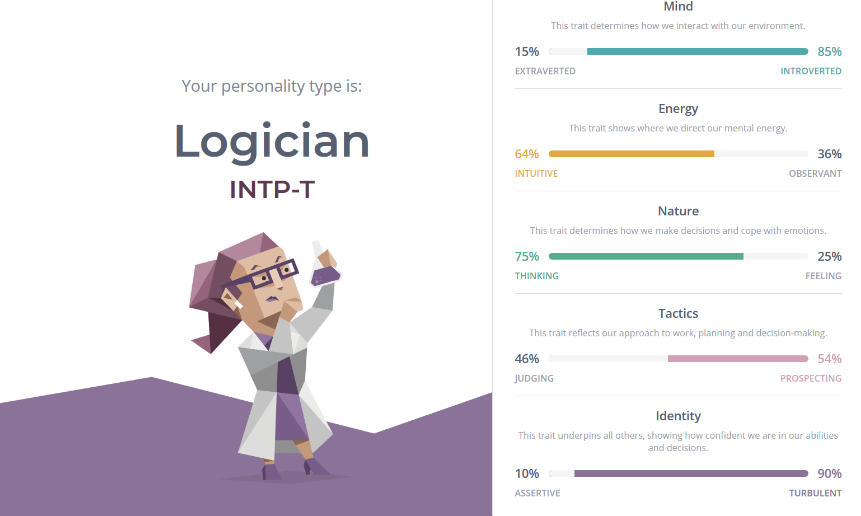 Your personality type is:
Logician
INTP-T
Mind
This trait determines how we interact with our environment.
15% 85%
EXTRAVERTED INTROVERTED
Energy
This trait shows where we direct our mental energy.
64% 36%
INTUITIVE OBSERVANT
Nature
This trait determines how we make decisions and cope with emotions.
75% 25%
THINKING FEELING
Tactics
This trait reflects our approach to work, planning and decision-making.
46% 54%
JUDGING PROSPECTING
Identity
This trait underpins all others, showing how confident we are in our abilities
and decisions.
10% 90%
ASSERTIVE TURBULENT